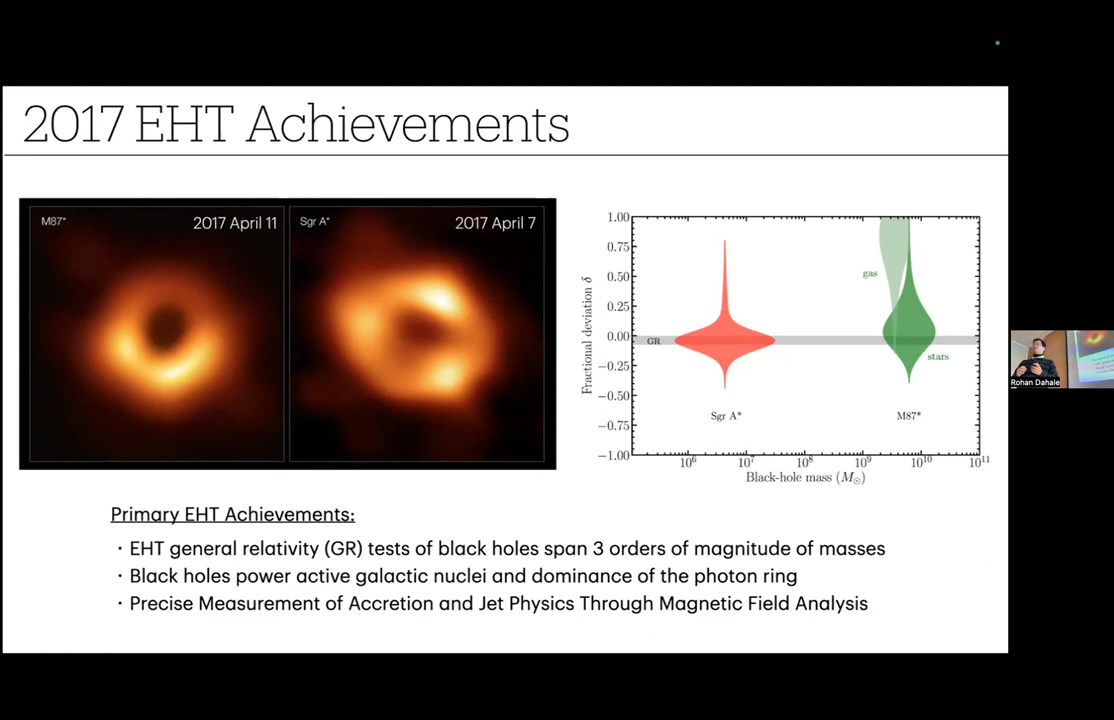 2017 EHT Achievements
M87*
2017 April 11
Sgr A*
2017 April 7
1.00
0.75
0.50
0.25
0.00
−0.25
−0.50
−0.75
−1.00
Fractional deviation δ
GR
gas
stars
Sgr A*
M87*
10⁶
10⁷
10⁸
10⁹
10¹⁰
10¹¹
Black-hole mass (M⊙)
Rohan Dahale
Primary EHT Achievements:
· EHT general relativity (GR) tests of black holes span 3 orders of magnitude of masses
· Black holes power active galactic nuclei and dominance of the photon ring
· Precise Measurement of Accretion and Jet Physics Through Magnetic Field Analysis